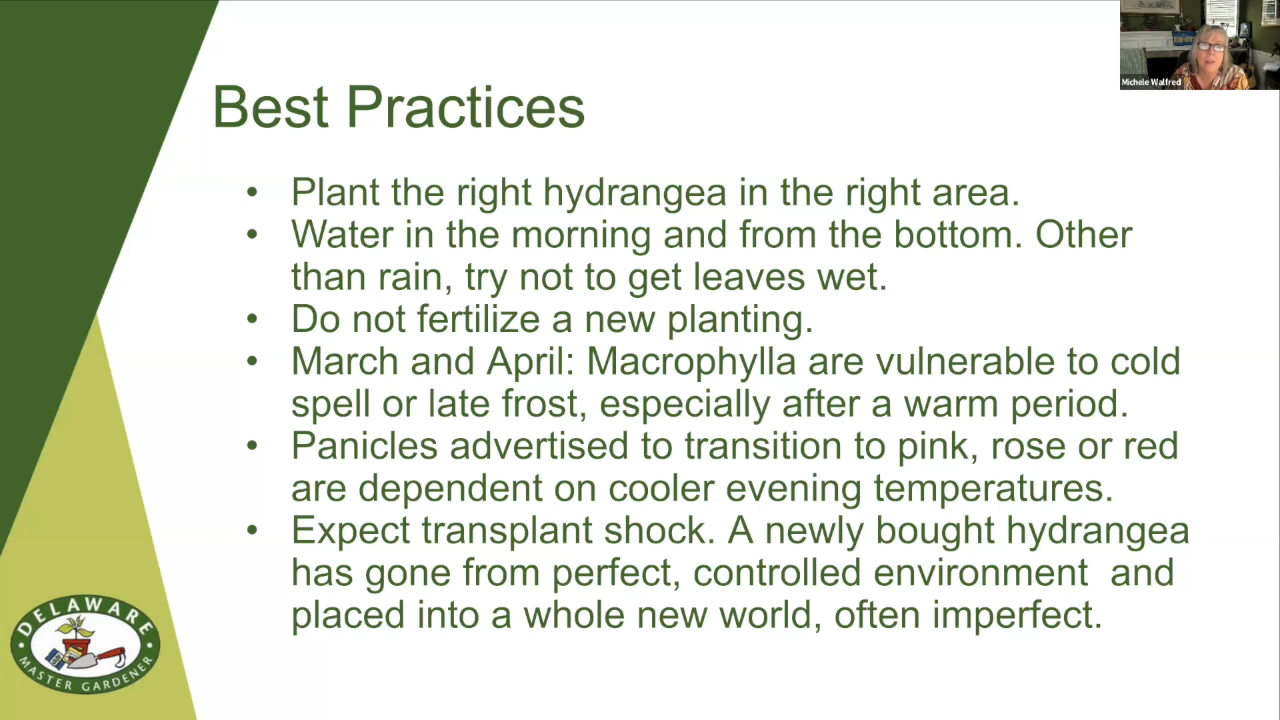 Michele Walfred
Best Practices
• Plant the right hydrangea in the right area.
• Water in the morning and from the bottom. Other
than rain, try not to get leaves wet.
• Do not fertilize a new planting.
• March and April: Macrophylla are vulnerable to cold
spell or late frost, especially after a warm period.
• Panicles advertised to transition to pink, rose or red
are dependent on cooler evening temperatures.
• Expect transplant shock. A newly bought hydrangea
has gone from perfect, controlled environment  and
placed into a whole new world, often imperfect.
• DELAWARE •
MASTER GARDENER